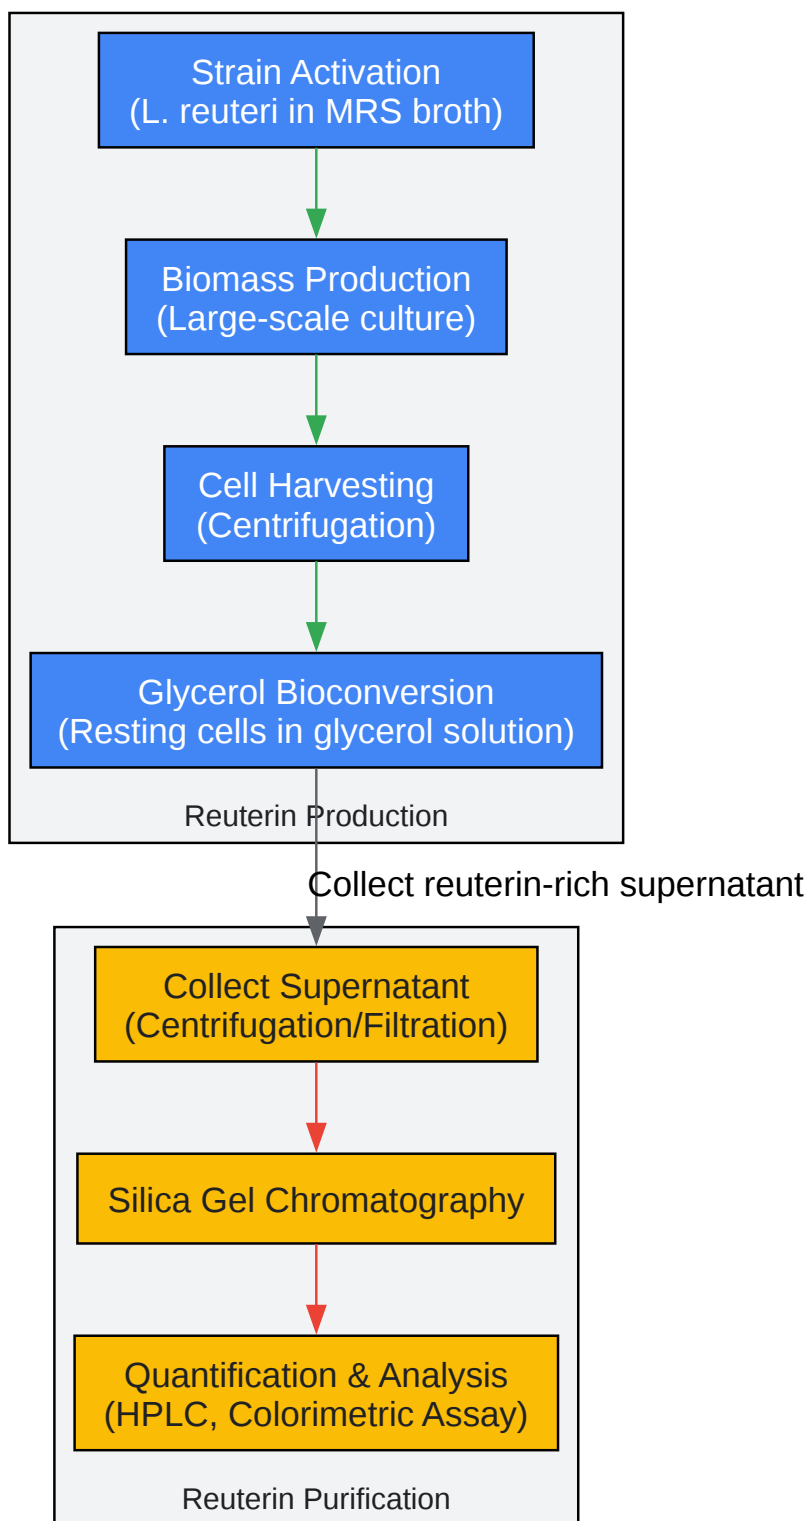 Strain Activation
(L. reuteri in MRS broth)
Biomass Production
(Large-scale culture)
Cell Harvesting
(Centrifugation)
Glycerol Bioconversion
(Resting cells in glycerol solution)
Reuterin Production
Collect reuterin-rich supernatant
Collect Supernatant
(Centrifugation/Filtration)
Silica Gel Chromatography
Quantification & Analysis
(HPLC, Colorimetric Assay)
Reuterin Purification